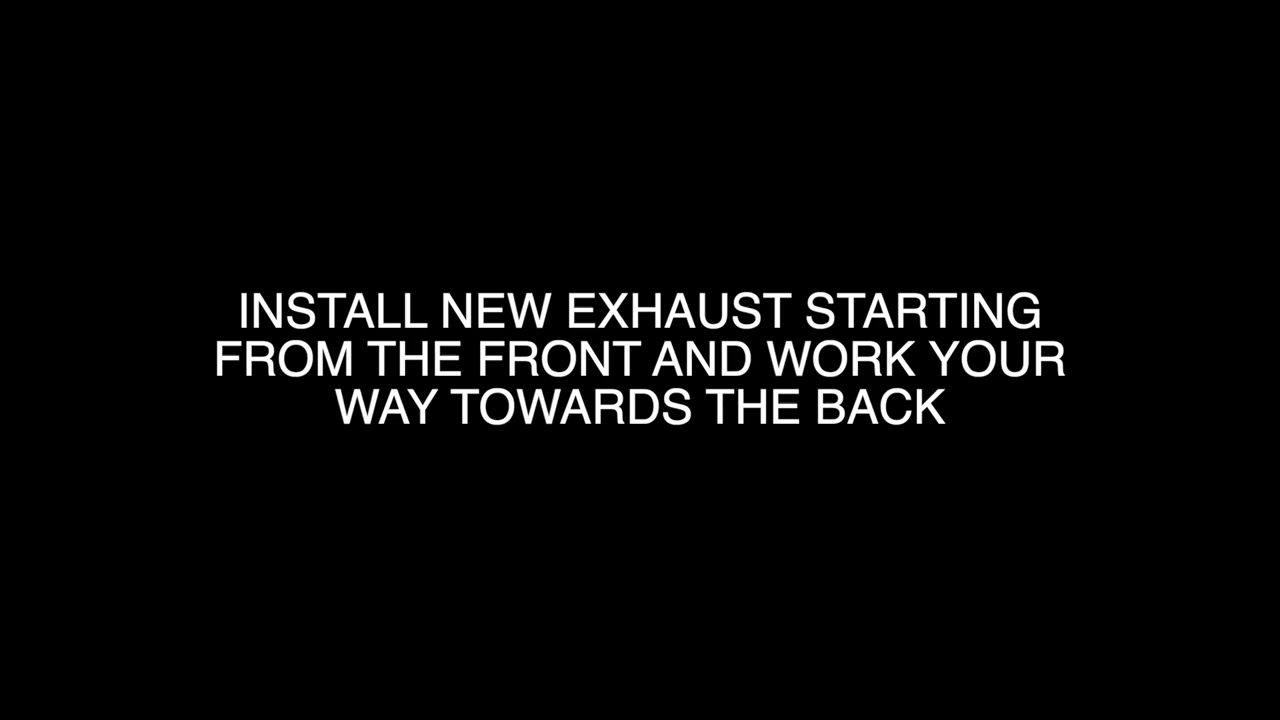 INSTALL NEW EXHAUST STARTING
FROM THE FRONT AND WORK YOUR
WAY TOWARDS THE BACK